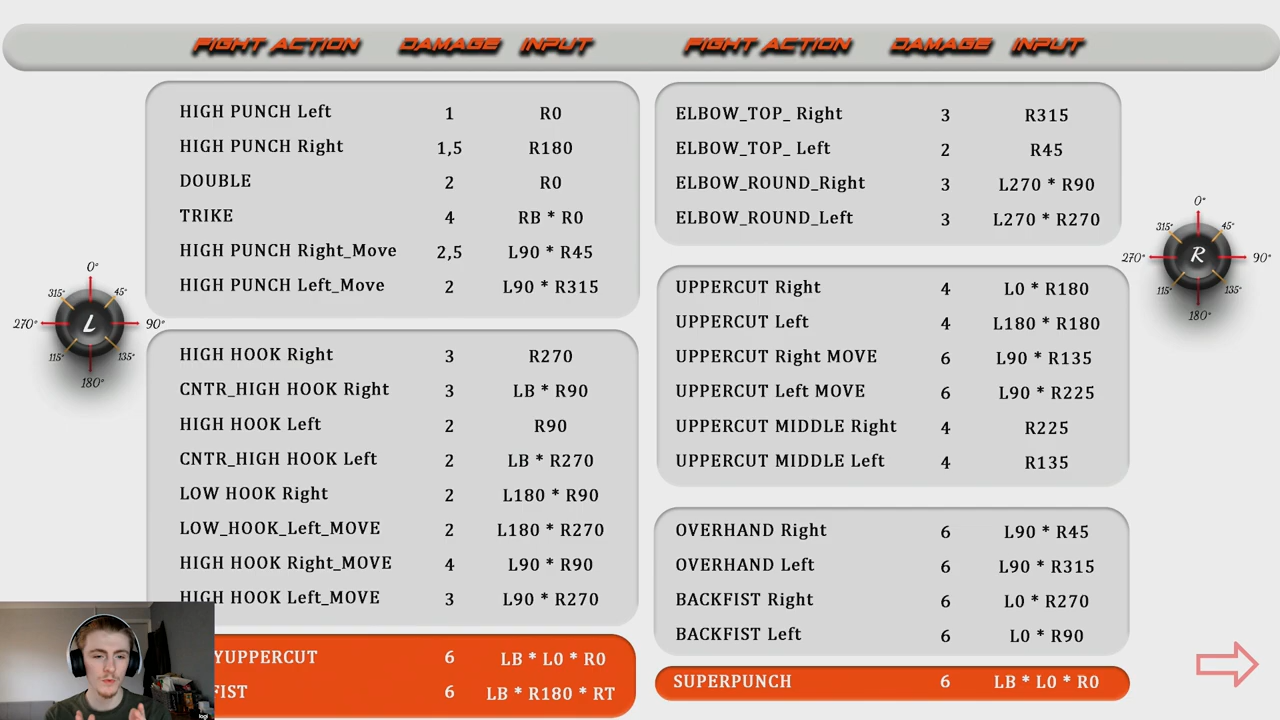 FIGHT ACTION DAMAGE INPUT
HIGH PUNCH Left 1 R0
HIGH PUNCH Right 1,5 R180
DOUBLE 2 R0
TRIKE 4 RB * R0
HIGH PUNCH Right_Move 2,5 L90 * R45
HIGH PUNCH Left_Move 2 L90 * R315
HIGH HOOK Right 3 R270
CNTR_HIGH HOOK Right 3 LB * R90
HIGH HOOK Left 2 R90
CNTR_HIGH HOOK Left 2 LB * R270
LOW HOOK Right 2 L180 * R90
LOW_HOOK_Left_MOVE 2 L180 * R270
HIGH HOOK Right_MOVE 4 L90 * R90
HIGH HOOK Left_MOVE 3 L90 * R270
YUPPERCUT 6 LB * L0 * R0
FIST 6 LB * R180 * RT
FIGHT ACTION DAMAGE INPUT
ELBOW_TOP_ Right 3 R315
ELBOW_TOP_ Left 2 R45
ELBOW_ROUND_Right 3 L270 * R90
ELBOW_ROUND_Left 3 L270 * R270
UPPERCUT Right 4 L0 * R180
UPPERCUT Left 4 L180 * R180
UPPERCUT Right MOVE 6 L90 * R135
UPPERCUT Left MOVE 6 L90 * R225
UPPERCUT MIDDLE Right 4 R225
UPPERCUT MIDDLE Left 4 R135
OVERHAND Right 6 L90 * R45
OVERHAND Left 6 L90 * R315
BACKFIST Right 6 L0 * R270
BACKFIST Left 6 L0 * R90
SUPERPUNCH 6 LB * L0 * R0
0°
315° 45°
270° L 90°
115° 135°
180°
0°
315° 45°
270° R 90°
115° 135°
180°
logi